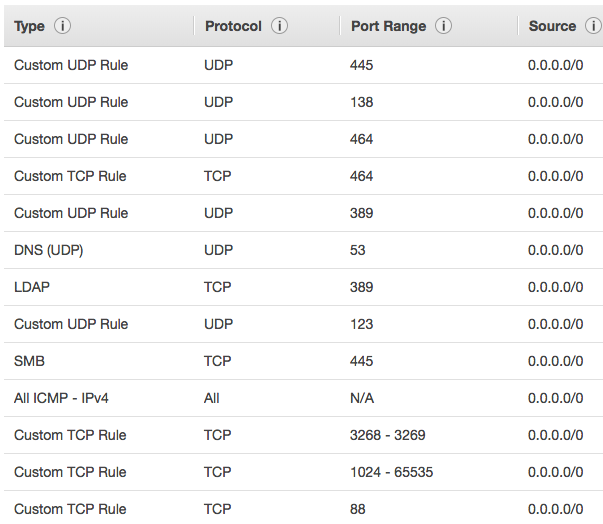 Type Protocol Port Range Source
Custom UDP Rule UDP 445 0.0.0.0/0
Custom UDP Rule UDP 138 0.0.0.0/0
Custom UDP Rule UDP 464 0.0.0.0/0
Custom TCP Rule TCP 464 0.0.0.0/0
Custom UDP Rule UDP 389 0.0.0.0/0
DNS (UDP) UDP 53 0.0.0.0/0
LDAP TCP 389 0.0.0.0/0
Custom UDP Rule UDP 123 0.0.0.0/0
SMB TCP 445 0.0.0.0/0
All ICMP - IPv4 All N/A 0.0.0.0/0
Custom TCP Rule TCP 3268 - 3269 0.0.0.0/0
Custom TCP Rule TCP 1024 - 65535 0.0.0.0/0
Custom TCP Rule TCP 88 0.0.0.0/0